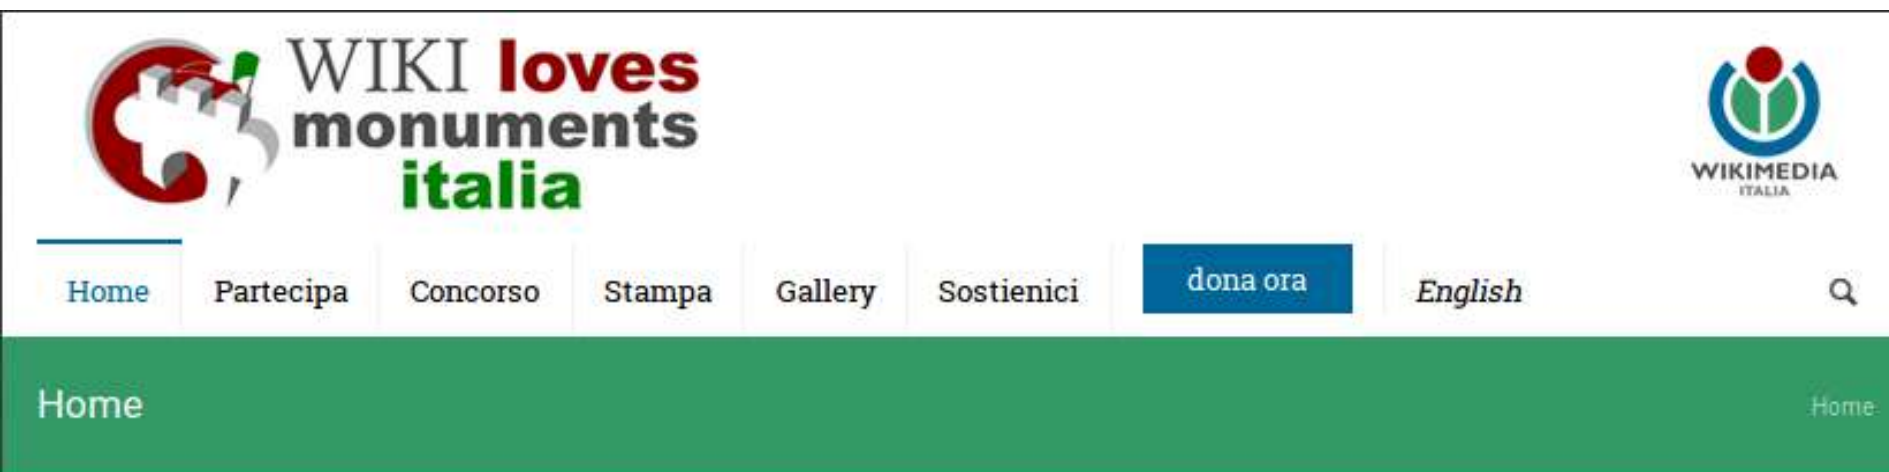 WIKI loves
monuments
italia
WIKIMEDIA
ITALIA
Home Partecipa Concorso Stampa Gallery Sostienici dona ora English
Home Home